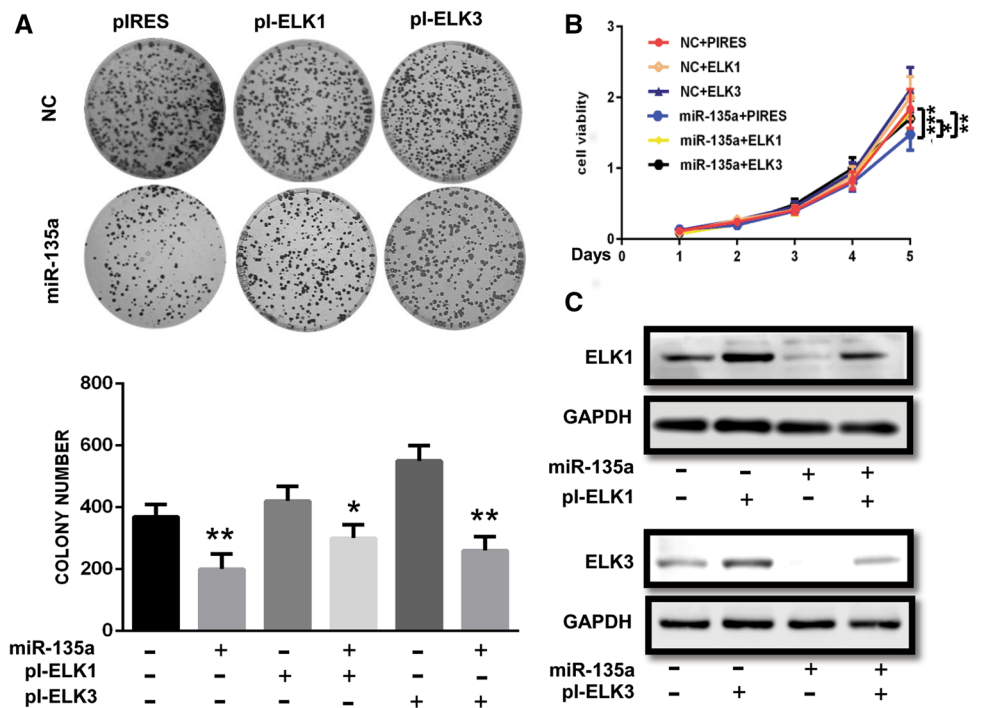 A
pIRES pI-ELK1 pI-ELK3
NC
miR-135a
800
600
400
200
0
COLONY NUMBER
** * **
miR-135a - + - + - +
pI-ELK1 - - + + - -
pI-ELK3 - - - - + +
B
3
2
1
0
cell viablity
NC+PIRES
NC+ELK1
NC+ELK3
miR-135a+PIRES
miR-135a+ELK1
miR-135a+ELK3
*** * **
Days 0 1 2 3 4 5
C
ELK1
GAPDH
miR-135a - - + +
pI-ELK1 - + - +
ELK3
GAPDH
miR-135a - - + +
pI-ELK3 - + - +